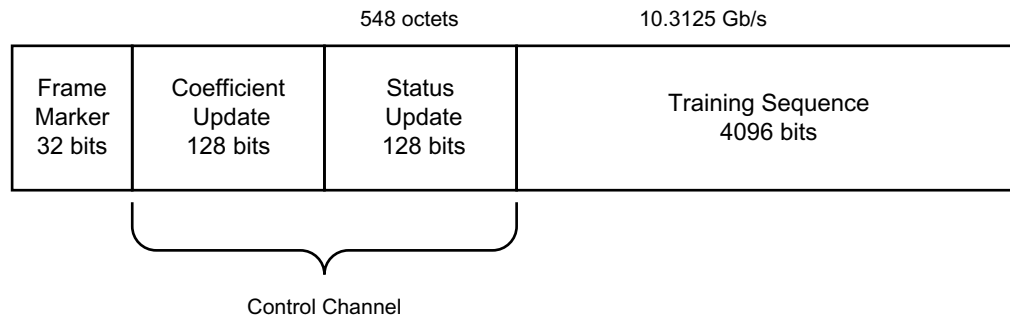 548 octets
10.3125 Gb/s
Frame
Marker
32 bits
Coefficient
Update
128 bits
Status
Update
128 bits
Training Sequence
4096 bits
Control Channel